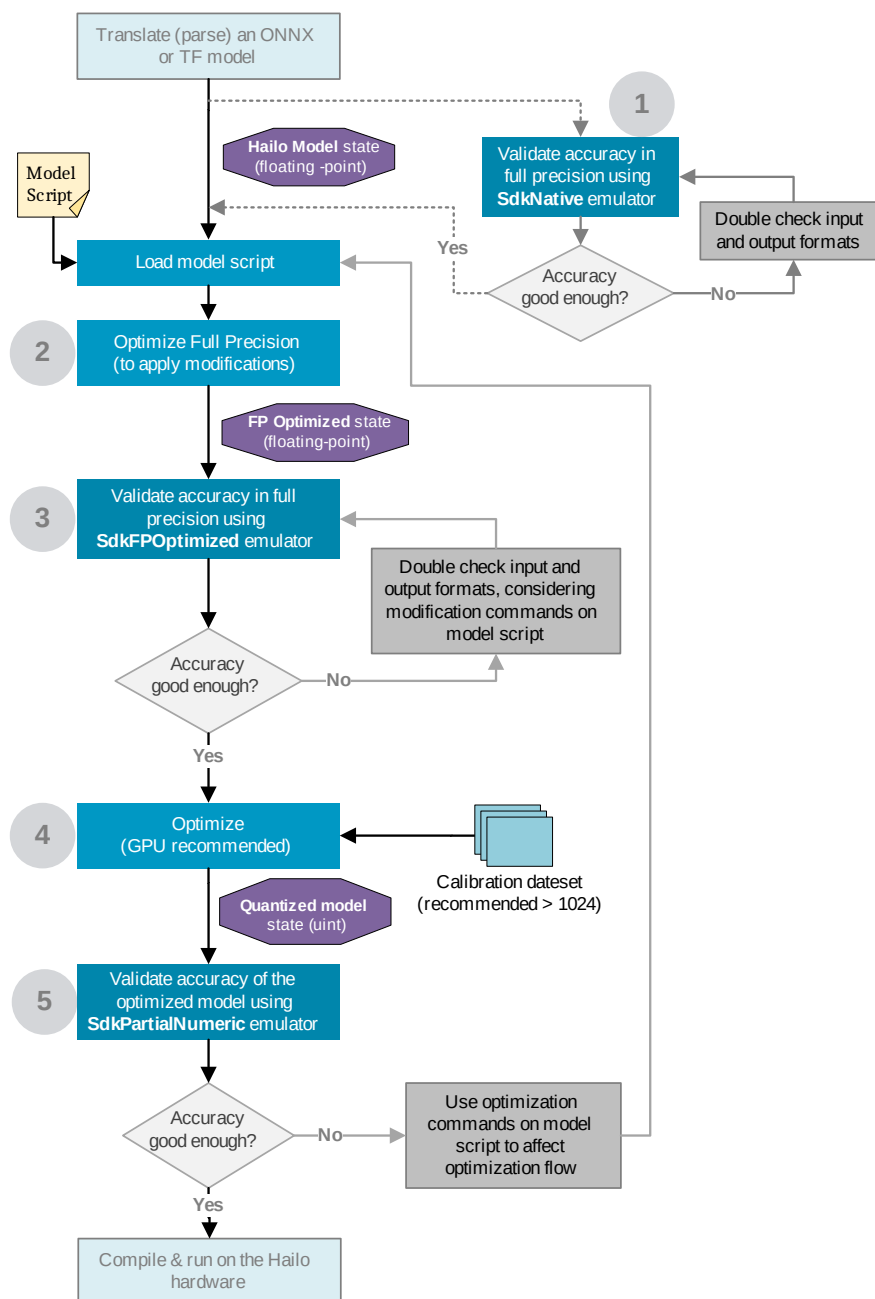 Translate (parse) an ONNX
or TF model
1
Hailo Model state
(floating -point)
Validate accuracy in
full precision using
SdkNative emulator
Model
Script
Double check input
and output formats
Yes
Load model script
Accuracy
good enough?
No
2
Optimize Full Precision
(to apply modifications)
FP Optimized state
(floating-point)
3
Validate accuracy in full
precision using
SdkFPOptimized emulator
Double check input and
output formats, considering
modification commands on
model script
Accuracy
good enough?
No
Yes
4
Optimize
(GPU recommended)
Calibration dateset
(recommended > 1024)
Quantized model
state (uint)
5
Validate accuracy of the
optimized model using
SdkPartialNumeric emulator
Accuracy
good enough?
No
Use optimization
commands on model
script to affect
optimization flow
Yes
Compile & run on the Hailo
hardware